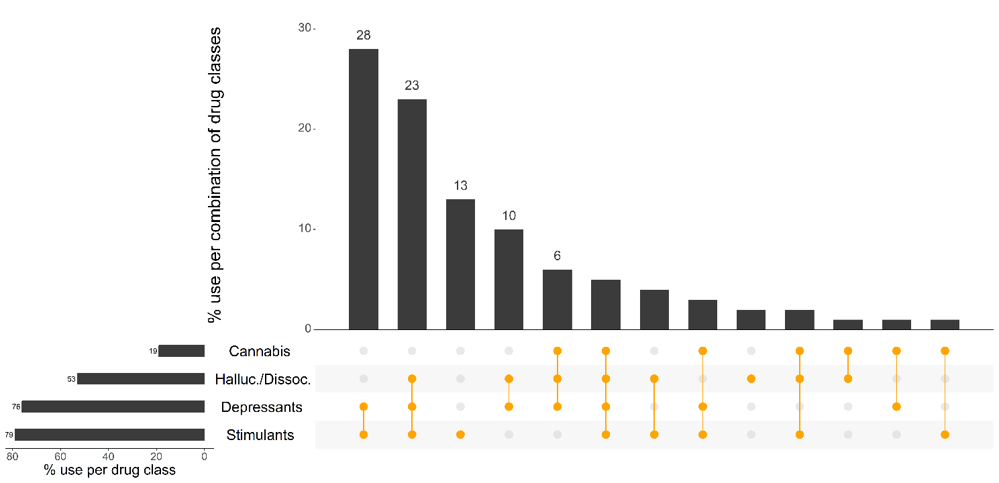 % use per combination of drug classes
30
20
10
0
28
23
13
10
6
Cannabis
Halluc./Dissoc.
Depressants
Stimulants
19
53
76
79
80 60 40 20 0
% use per drug class